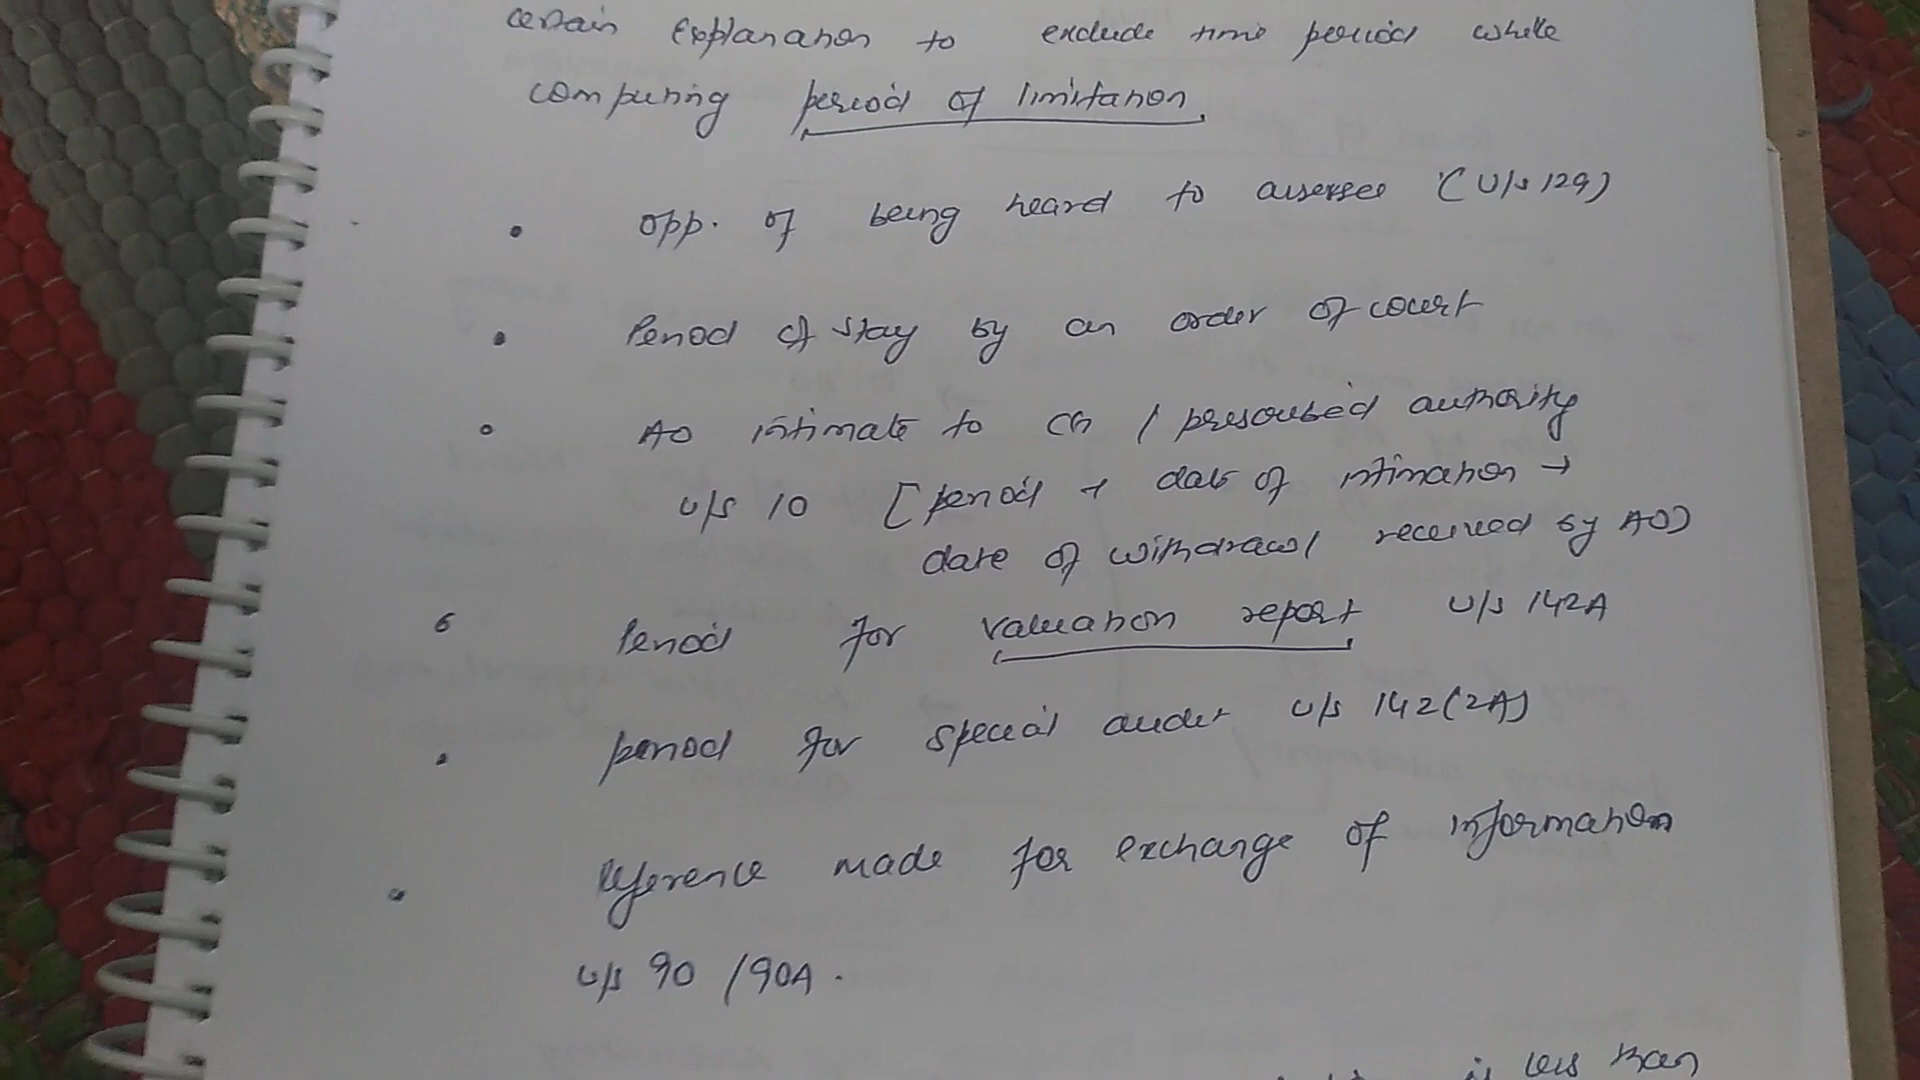 certain Explanation to exclude time period while
computing period of limitation
• opp. of being heard to assessee (U/s 129)
• Period of stay by an order of court
• AO intimate to CG / prescribed authority
u/s 10 [period → date of intimation →
date of withdrawl received by AO]
• Period for valuation report U/s 142A
• period for special audit u/s 142(2A)
• reference made for exchange of information
u/s 90 /90A.
is less than